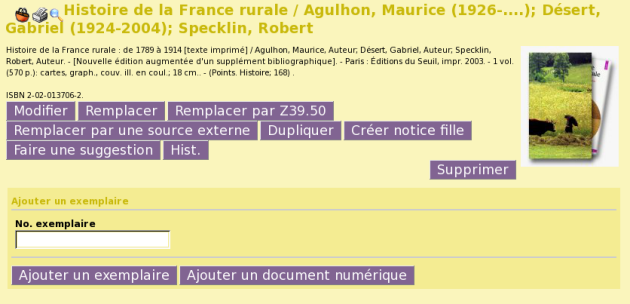 Histoire de la France rurale / Agulhon, Maurice (1926-....); Désert,
Gabriel (1924-2004); Specklin, Robert
Histoire de la France rurale : de 1789 à 1914 [texte imprimé] / Agulhon, Maurice, Auteur; Désert, Gabriel, Auteur; Specklin,
Robert, Auteur. - [Nouvelle édition augmentée d'un supplément bibliographique]. - Paris : Éditions du Seuil, impr. 2003. - 1 vol.
(570 p.): cartes, graph., couv. ill. en coul.; 18 cm.. - (Points. Histoire; 168) .
ISBN 2-02-013706-2.
Modifier Remplacer Remplacer par Z39.50
Remplacer par une source externe Dupliquer Créer notice fille
Faire une suggestion Hist.
Supprimer
Ajouter un exemplaire
No. exemplaire
Ajouter un exemplaire Ajouter un document numérique